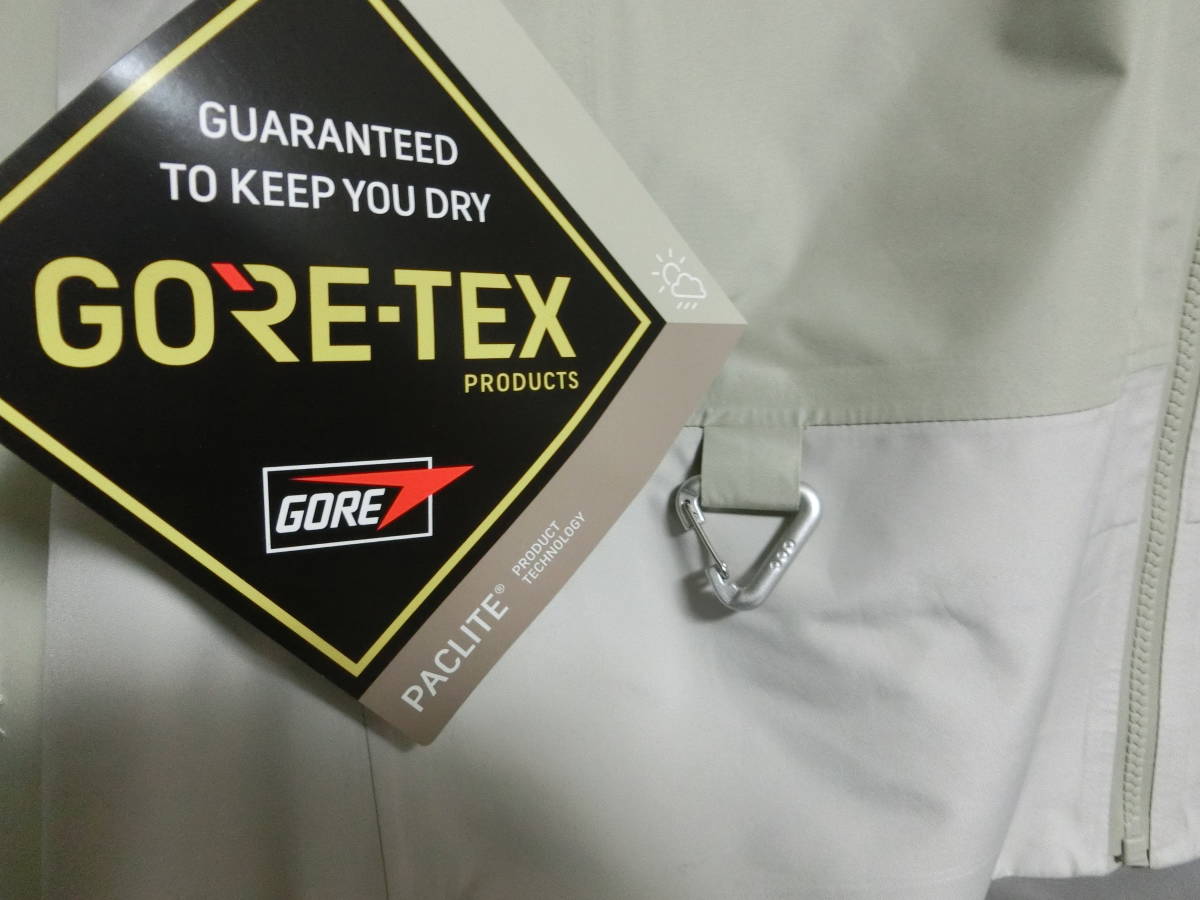 GUARANTEED
TO KEEP YOU DRY
GORE-TEX
PRODUCTS
GORE
PACLITE®
PRODUCT
TECHNOLOGY